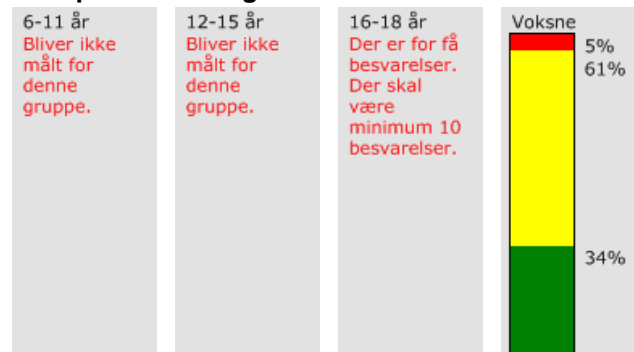 6-11 år
Bliver ikke
målt for
denne
gruppe.
12-15 år
Bliver ikke
målt for
denne
gruppe.
16-18 år
Der er for få
besvarelser.
Der skal
være
minimum 10
besvarelser.
Voksne
5%
61%
34%